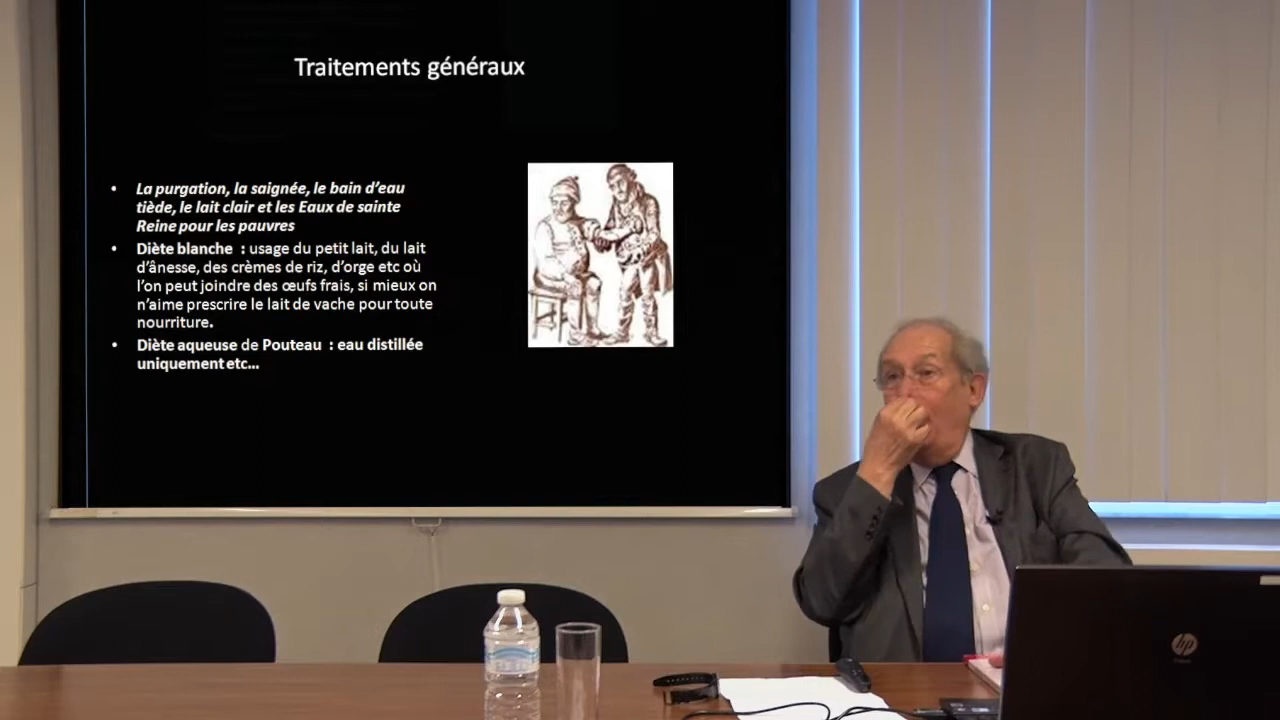 Traitements généraux
• La purgation, la saignée, le bain d'eau
tiède, le lait clair et les Eaux de sainte
Reine pour les pauvres
• Diète blanche : usage du petit lait, du lait
d'ânesse, des crèmes de riz, d'orge etc où
l'on peut joindre des œufs frais, si mieux on
n'aime prescrire le lait de vache pour toute
nourriture.
• Diète aqueuse de Pouteau : eau distillée
uniquement etc...
hp